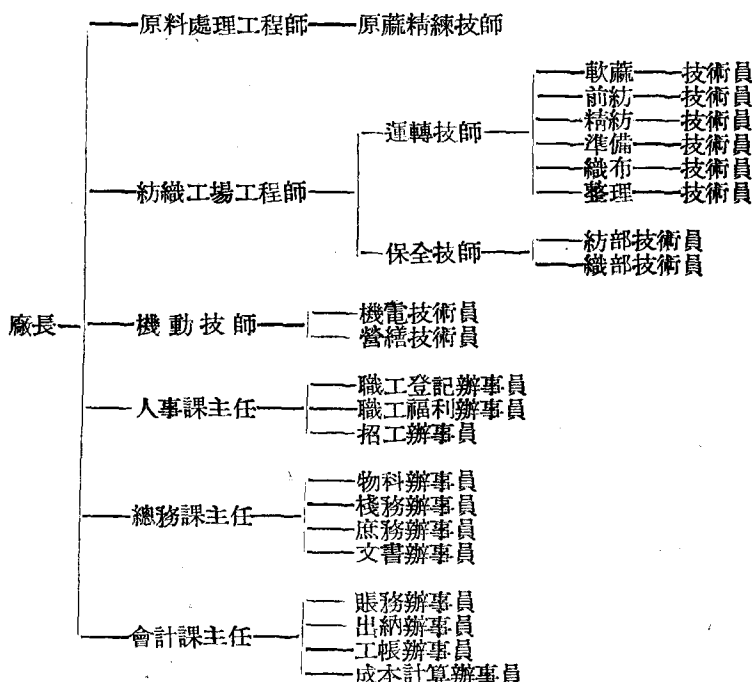 原料處理工程師——原蔴精練技師
軟蔴——技術員
前紡——技術員
運轉技師
精紡——技術員
準備——技術員
織布——技術員
紡織工場工程師
整理——技術員
保全技師
紡部技術員
織部技術員
廠長
機動技師
機電技術員
營繕技術員
職工登記辦事員
人事課主任
職工福利辦事員
招工辦事員
物料辦事員
棧務辦事員
總務課主任
庶務辦事員
文書辦事員
賬務辦事員
出納辦事員
會計課主任
工帳辦事員
成本計算辦事員